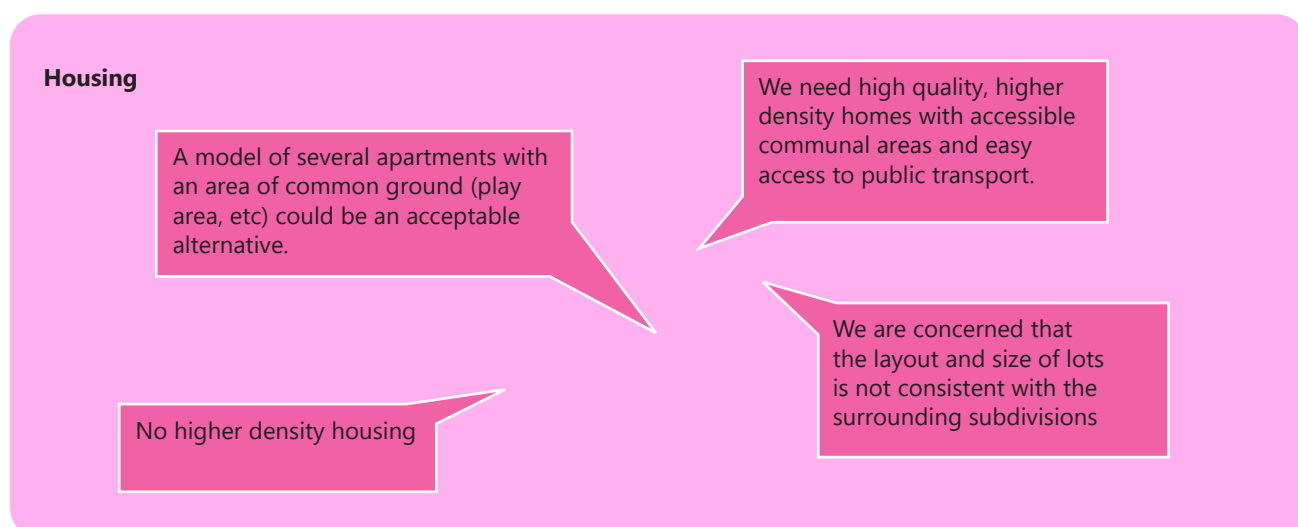 Housing
A model of several apartments with
an area of common ground (play
area, etc) could be an acceptable
alternative.
We need high quality, higher
density homes with accessible
communal areas and easy
access to public transport.
We are concerned that
the layout and size of lots
is not consistent with the
surrounding subdivisions
No higher density housing